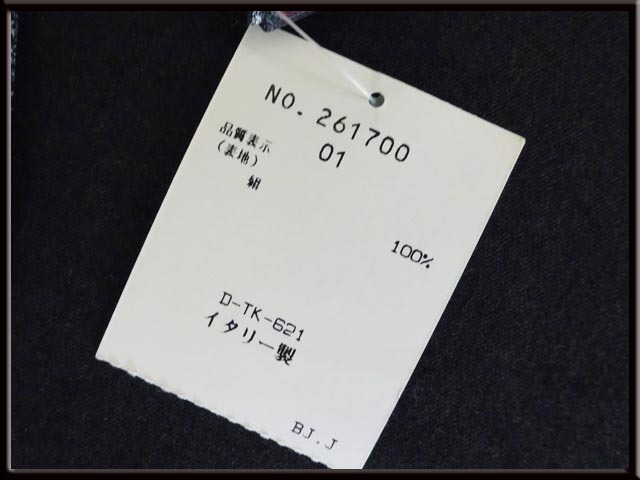 NO. 261700
01
品質表示
(表地)
絹
100%
D-TK-621
イタリー製
BJ.J